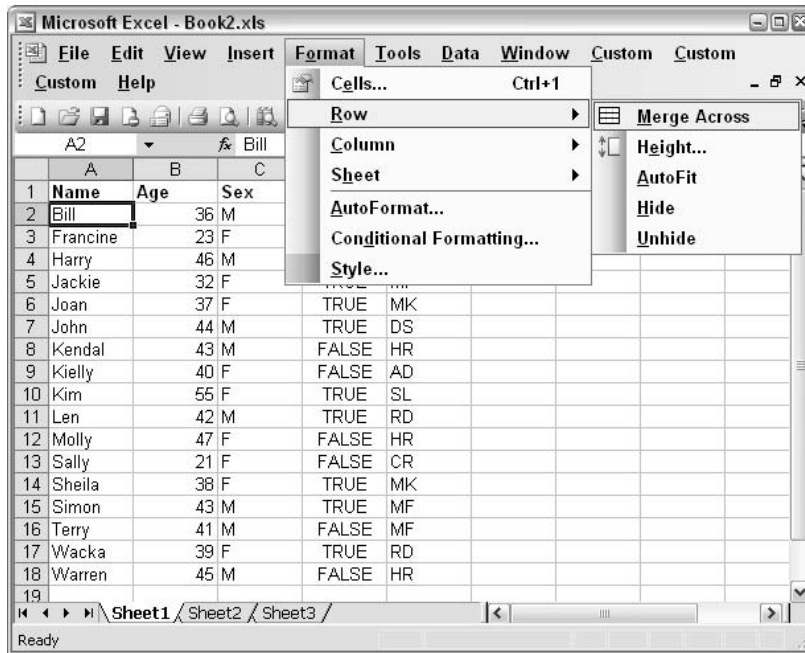 Microsoft Excel - Book2.xls
File Edit View Insert Format Tools Data Window Custom Custom
Custom Help
Cells... Ctrl+1
Row
Column
Sheet
AutoFormat...
Conditional Formatting...
Style...
Merge Across
Height...
AutoFit
Hide
Unhide
A2 fx Bill
A B C
1 Name Age Sex
2 Bill 36 M
3 Francine 23 F
4 Harry 46 M
5 Jackie 32 F
6 Joan 37 F TRUE MK
7 John 44 M TRUE DS
8 Kendal 43 M FALSE HR
9 Kielly 40 F FALSE AD
10 Kim 55 F TRUE SL
11 Len 42 M TRUE RD
12 Molly 47 F FALSE HR
13 Sally 21 F FALSE CR
14 Sheila 38 F TRUE MK
15 Simon 43 M TRUE MF
16 Terry 41 M FALSE MF
17 Wacka 39 F TRUE RD
18 Warren 45 M FALSE HR
19
Sheet1 Sheet2 Sheet3
Ready